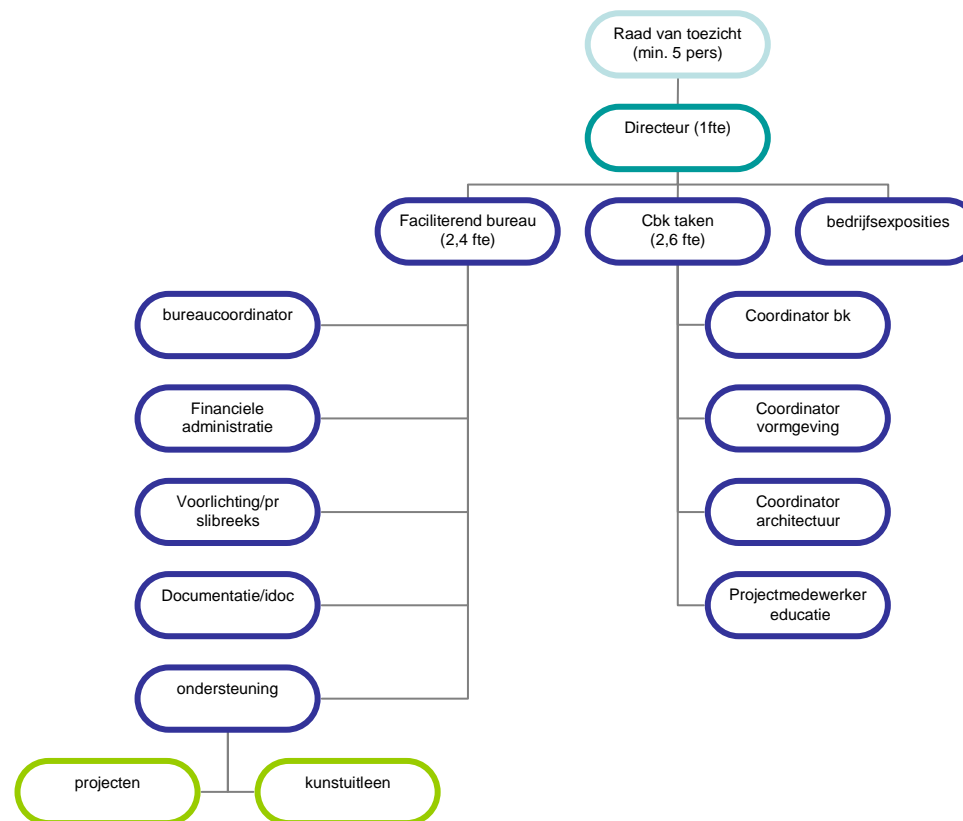 Raad van toezicht
(min. 5 pers)
Directeur (1fte)
Faciliterend bureau
(2,4 fte)
Cbk taken
(2,6 fte)
bedrijfsexposities
bureaucoordinator
Financiele
administratie
Voorlichting/pr
slibreeks
Documentatie/idoc
ondersteuning
projecten
kunstuitleen
Coordinator bk
Coordinator
vormgeving
Coordinator
architectuur
Projectmedewerker
educatie